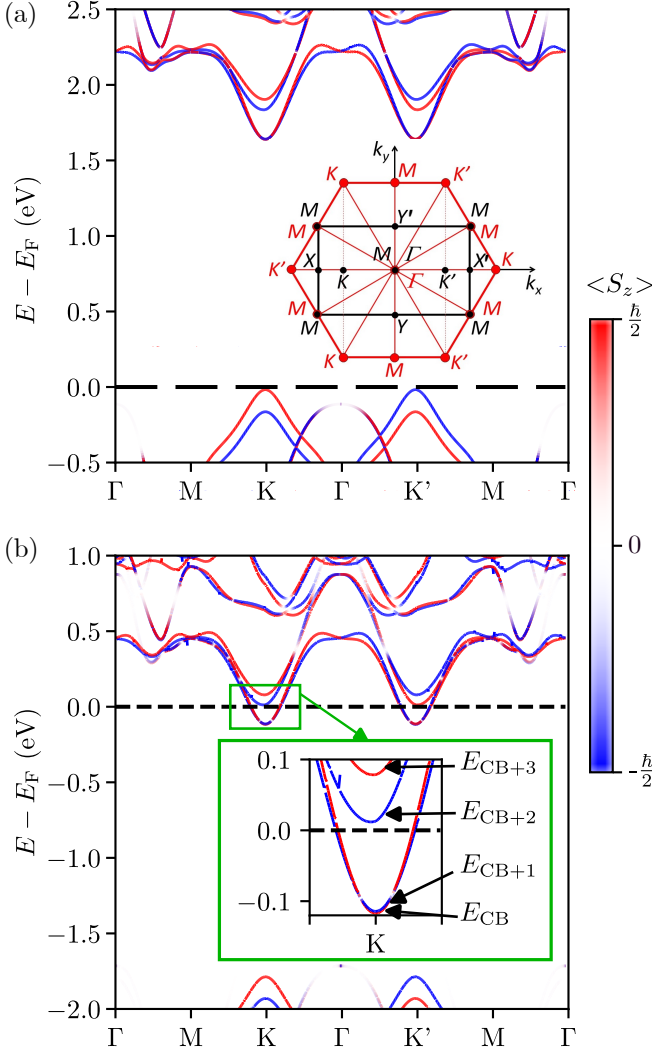 (a)
2.5
2.0
1.5
1.0
0.5
0.0
−0.5
E − E_F (eV)
k_y
K M K'
M Y' M
M M
M Γ
K' X K Γ K' X' K
k_x
M M
M Y M
K M K'
Γ M K Γ K' M Γ
<S_z>
ħ/2
0
-ħ/2
(b)
1.0
0.5
0.0
−0.5
−1.0
−1.5
−2.0
E − E_F (eV)
0.1
0.0
−0.1
K
E_CB+3
E_CB+2
E_CB+1
E_CB
Γ M K Γ K' M Γ